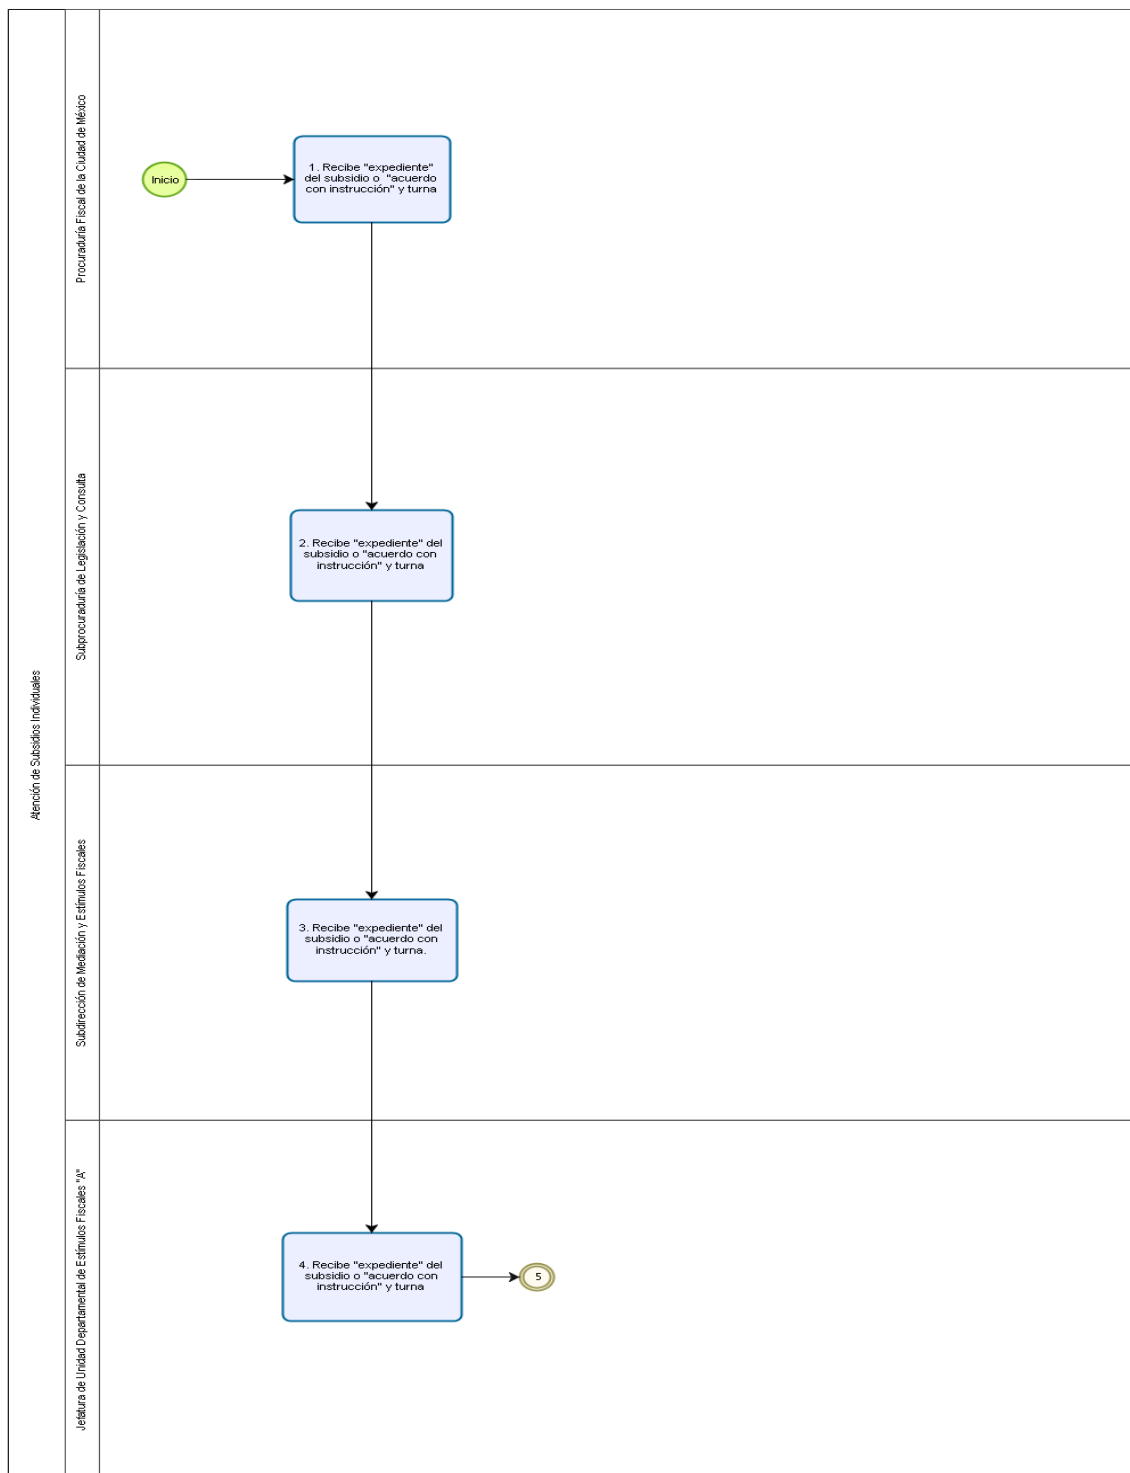 Atención de Subsidios Individuales
Procuraduría Fiscal de la Ciudad de México
Inicio
1. Recibe "expediente"
del subsidio o "acuerdo
con instrucción" y turna
Subprocuraduría de Legislación y Consulta
2. Recibe "expediente" del
subsidio o "acuerdo con
instrucción" y turna
Subdirección de Mediación y Estímulos Fiscales
3. Recibe "expediente" del
subsidio o "acuerdo con
instrucción" y turna.
Jefatura de Unidad Departamental de Estímulos Fiscales "A"
4. Recibe "expediente" del
subsidio o "acuerdo con
instrucción" y turna
5